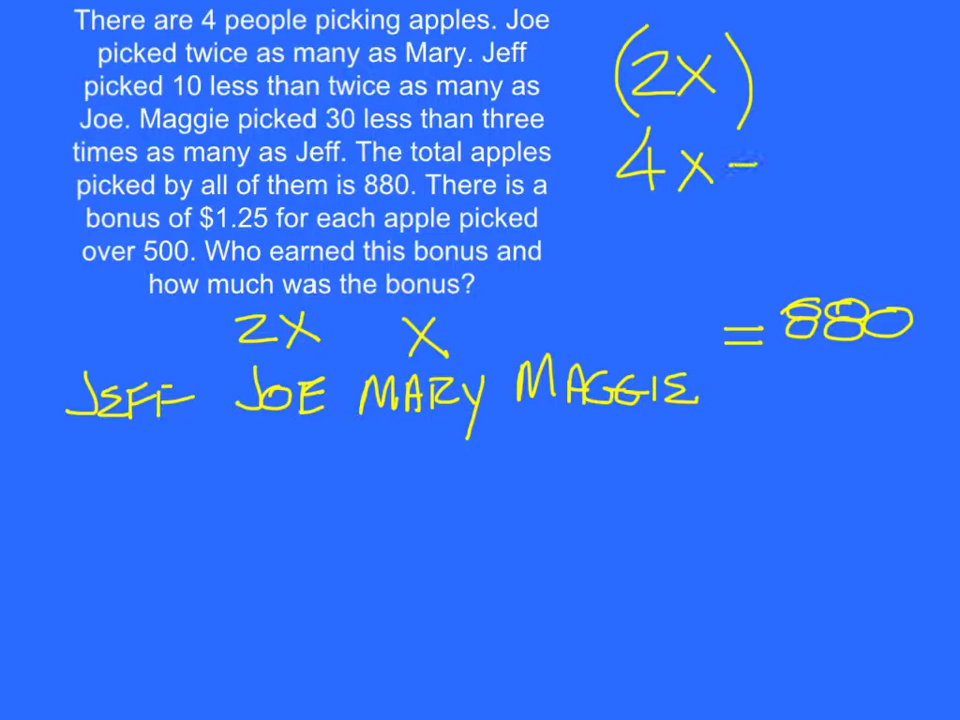 There are 4 people picking apples. Joe
picked twice as many as Mary. Jeff
picked 10 less than twice as many as
Joe. Maggie picked 30 less than three
times as many as Jeff. The total apples
picked by all of them is 880. There is a
bonus of $1.25 for each apple picked
over 500. Who earned this bonus and
how much was the bonus?
(2X)
4X -
2X X = 880
JEFF JOE MARY MAGGIE